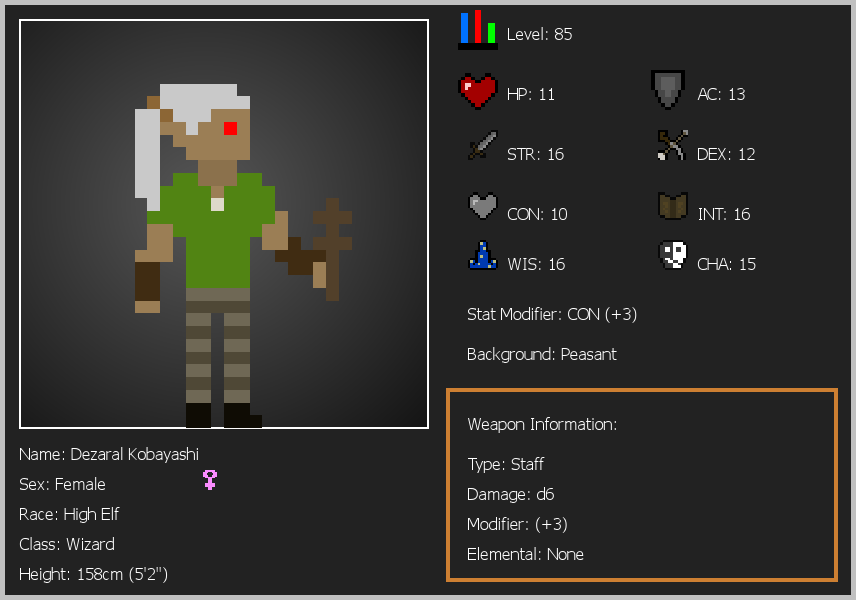 Level: 85
HP: 11
AC: 13
STR: 16
DEX: 12
CON: 10
INT: 16
WIS: 16
CHA: 15
Stat Modifier: CON (+3)
Background: Peasant
Weapon Information:
Type: Staff
Damage: d6
Modifier: (+3)
Elemental: None
Name: Dezaral Kobayashi
Sex: Female
Race: High Elf
Class: Wizard
Height: 158cm (5'2")